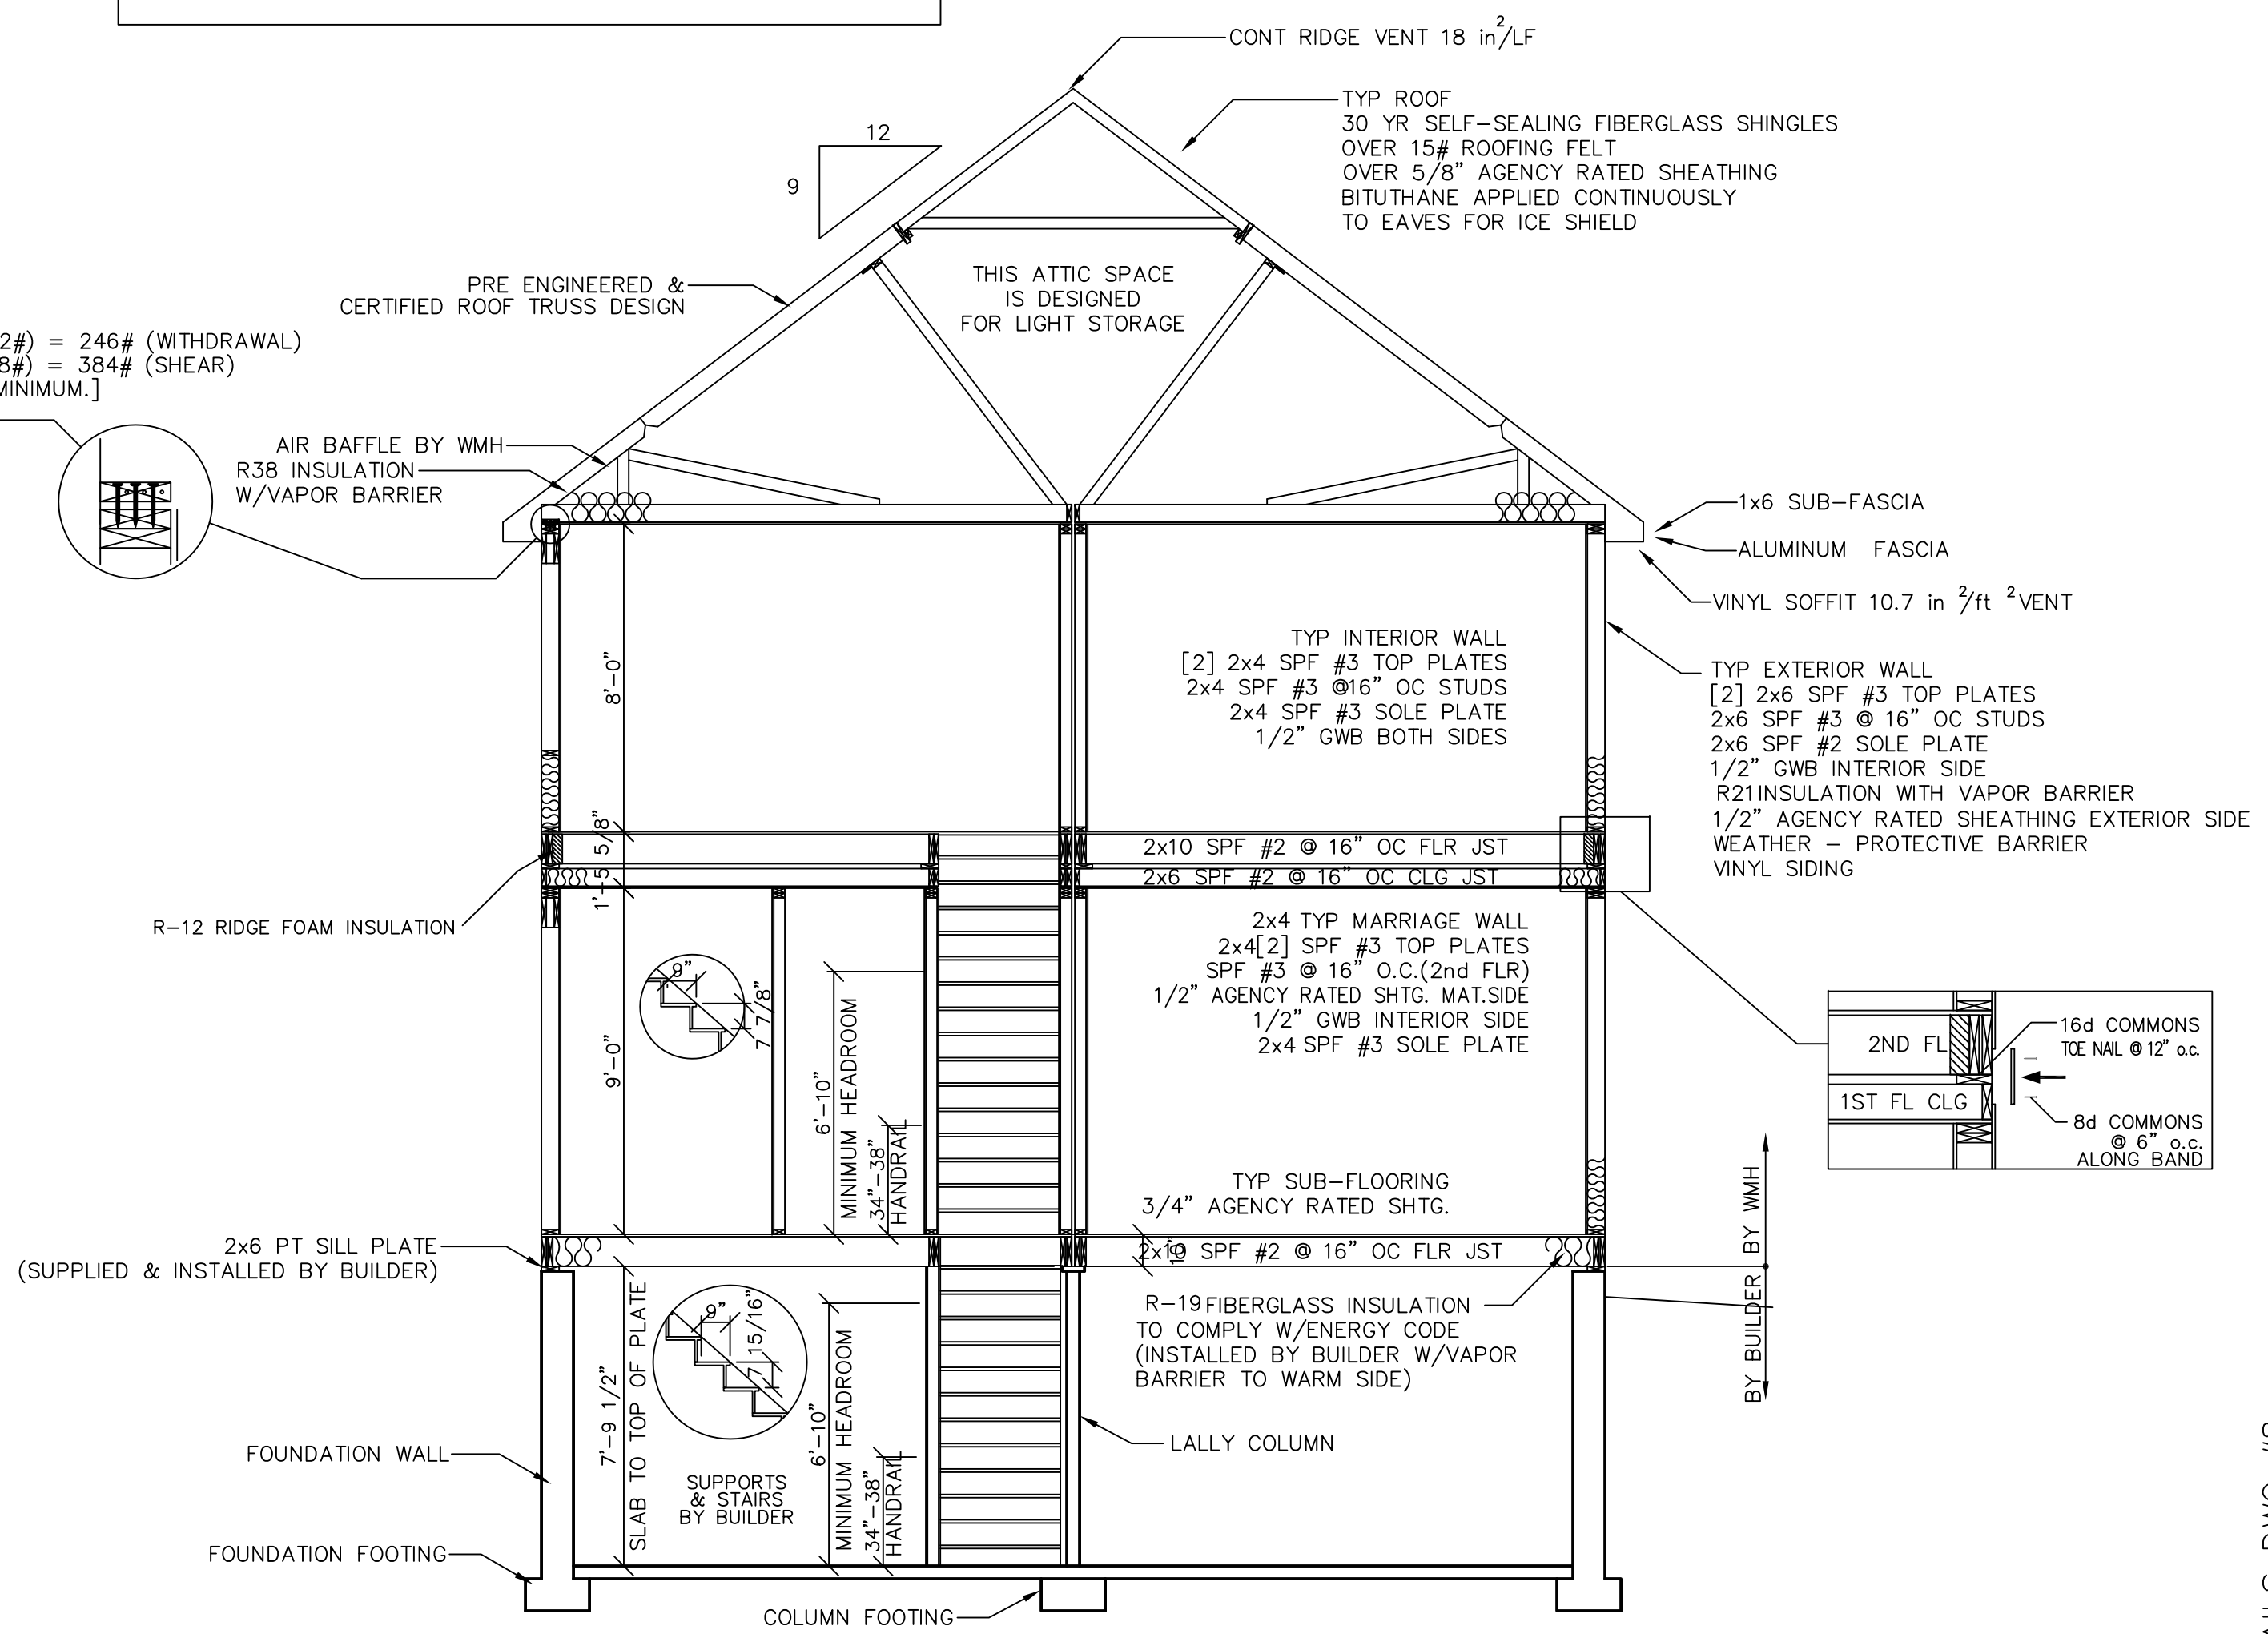 CONT RIDGE VENT 18 in²/LF
TYP ROOF
30 YR SELF-SEALING FIBERGLASS SHINGLES
OVER 15# ROOFING FELT
OVER 5/8" AGENCY RATED SHEATHING
BITUTHANE APPLIED CONTINUOUSLY
TO EAVES FOR ICE SHIELD
12
9
PRE ENGINEERED &
CERTIFIED ROOF TRUSS DESIGN
THIS ATTIC SPACE
IS DESIGNED
FOR LIGHT STORAGE
2#) = 246# (WITHDRAWAL)
8#) = 384# (SHEAR)
MINIMUM.]
AIR BAFFLE BY WMH
R38 INSULATION
W/VAPOR BARRIER
1x6 SUB-FASCIA
ALUMINUM FASCIA
VINYL SOFFIT 10.7 in²/ft² VENT
8'-0"
TYP INTERIOR WALL
[2] 2x4 SPF #3 TOP PLATES
2x4 SPF #3 @16" OC STUDS
2x4 SPF #3 SOLE PLATE
1/2" GWB BOTH SIDES
TYP EXTERIOR WALL
[2] 2x6 SPF #3 TOP PLATES
2x6 SPF #3 @ 16" OC STUDS
2x6 SPF #2 SOLE PLATE
1/2" GWB INTERIOR SIDE
R21 INSULATION WITH VAPOR BARRIER
1/2" AGENCY RATED SHEATHING EXTERIOR SIDE
WEATHER - PROTECTIVE BARRIER
VINYL SIDING
1'-5 5/8"
2x10 SPF #2 @ 16" OC FLR JST
2x6 SPF #2 @ 16" OC CLG JST
R-12 RIDGE FOAM INSULATION
2x4 TYP MARRIAGE WALL
2x4[2] SPF #3 TOP PLATES
SPF #3 @ 16" O.C.(2nd FLR)
1/2" AGENCY RATED SHTG. MAT.SIDE
1/2" GWB INTERIOR SIDE
2x4 SPF #3 SOLE PLATE
9'-0"
9"
7 7/8"
6'-10"
MINIMUM HEADROOM
34"-38"
HANDRAIL
2ND FL
1ST FL CLG
16d COMMONS
TOE NAIL @ 12" o.c.
8d COMMONS
@ 6" o.c.
ALONG BAND
TYP SUB-FLOORING
3/4" AGENCY RATED SHTG.
BY WMH
BY BUILDER
2x6 PT SILL PLATE
(SUPPLIED & INSTALLED BY BUILDER)
2x10 SPF #2 @ 16" OC FLR JST
R-19 FIBERGLASS INSULATION
TO COMPLY W/ENERGY CODE
(INSTALLED BY BUILDER W/VAPOR
BARRIER TO WARM SIDE)
7'-9 1/2"
SLAB TO TOP OF PLATE
9"
7 15/16"
6'-10"
MINIMUM HEADROOM
34"-38"
HANDRAIL
SUPPORTS
& STAIRS
BY BUILDER
LALLY COLUMN
FOUNDATION WALL
FOUNDATION FOOTING
COLUMN FOOTING